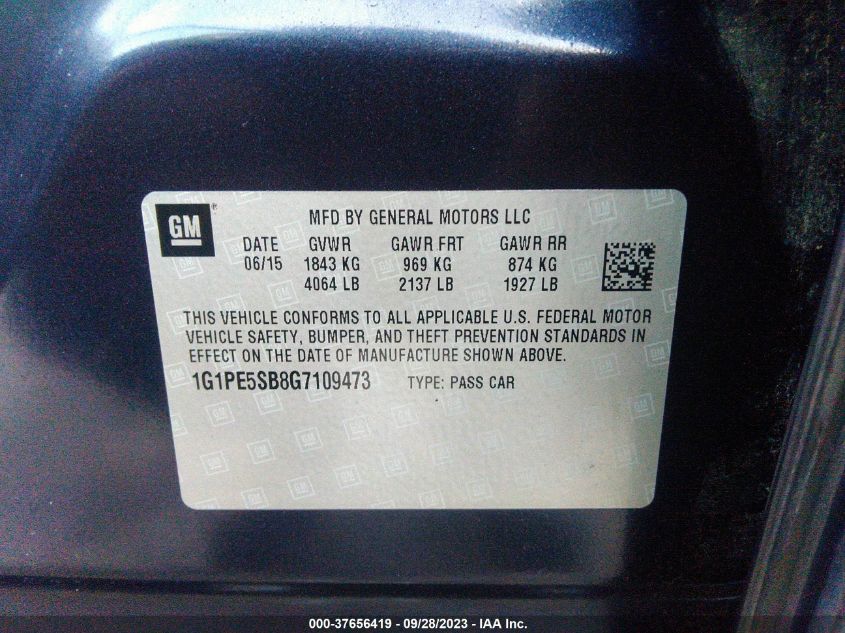 GM ®
MFD BY GENERAL MOTORS LLC
DATE GVWR GAWR FRT GAWR RR
06/15 1843 KG 969 KG 874 KG
4064 LB 2137 LB 1927 LB
THIS VEHICLE CONFORMS TO ALL APPLICABLE U.S. FEDERAL MOTOR
VEHICLE SAFETY, BUMPER, AND THEFT PREVENTION STANDARDS IN
EFFECT ON THE DATE OF MANUFACTURE SHOWN ABOVE.
1G1PE5SB8G7109473 TYPE: PASS CAR
000-37656419 - 09/28/2023 - IAA Inc.